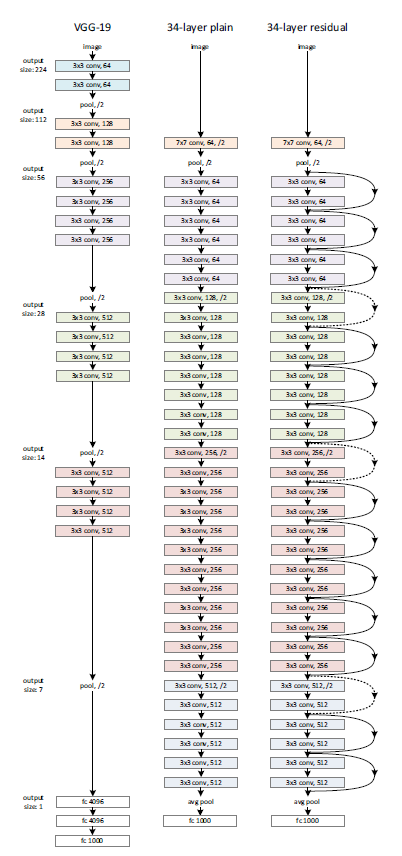 VGG-19
34-layer plain
34-layer residual
output
size: 224
output
size: 112
output
size: 56
output
size: 28
output
size: 14
output
size: 7
output
size: 1
image
3x3 conv, 64
3x3 conv, 64
pool, /2
3x3 conv, 128
3x3 conv, 128
pool, /2
3x3 conv, 256
3x3 conv, 256
3x3 conv, 256
3x3 conv, 256
pool, /2
3x3 conv, 512
3x3 conv, 512
3x3 conv, 512
3x3 conv, 512
pool, /2
3x3 conv, 512
3x3 conv, 512
3x3 conv, 512
3x3 conv, 512
pool, /2
fc 4096
fc 4096
fc 1000
image
7x7 conv, 64, /2
pool, /2
3x3 conv, 64
3x3 conv, 64
3x3 conv, 64
3x3 conv, 64
3x3 conv, 64
3x3 conv, 64
3x3 conv, 128, /2
3x3 conv, 128
3x3 conv, 128
3x3 conv, 128
3x3 conv, 128
3x3 conv, 128
3x3 conv, 128
3x3 conv, 128
3x3 conv, 256, /2
3x3 conv, 256
3x3 conv, 256
3x3 conv, 256
3x3 conv, 256
3x3 conv, 256
3x3 conv, 256
3x3 conv, 256
3x3 conv, 256
3x3 conv, 256
3x3 conv, 256
3x3 conv, 256
3x3 conv, 512, /2
3x3 conv, 512
3x3 conv, 512
3x3 conv, 512
3x3 conv, 512
3x3 conv, 512
avg pool
fc 1000
image
7x7 conv, 64, /2
pool, /2
3x3 conv, 64
3x3 conv, 64
3x3 conv, 64
3x3 conv, 64
3x3 conv, 64
3x3 conv, 64
3x3 conv, 128, /2
3x3 conv, 128
3x3 conv, 128
3x3 conv, 128
3x3 conv, 128
3x3 conv, 128
3x3 conv, 128
3x3 conv, 128
3x3 conv, 256, /2
3x3 conv, 256
3x3 conv, 256
3x3 conv, 256
3x3 conv, 256
3x3 conv, 256
3x3 conv, 256
3x3 conv, 256
3x3 conv, 256
3x3 conv, 256
3x3 conv, 256
3x3 conv, 256
3x3 conv, 512, /2
3x3 conv, 512
3x3 conv, 512
3x3 conv, 512
3x3 conv, 512
3x3 conv, 512
avg pool
fc 1000